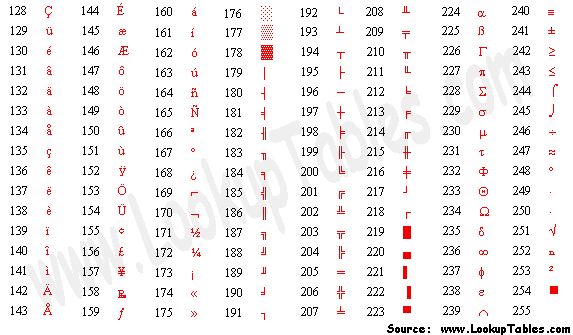 128 Ç 144 É 160 á 176 ░ 192 └ 208 ╨ 224 α 240 ≡
129 ü 145 æ 161 í 177 ▒ 193 ┴ 209 ╤ 225 ß 241 ±
130 é 146 Æ 162 ó 178 ▓ 194 ┬ 210 ╥ 226 Γ 242 ≥
131 â 147 ô 163 ú 179 │ 195 ├ 211 ╙ 227 π 243 ≤
132 ä 148 ö 164 ñ 180 ┤ 196 ─ 212 ╘ 228 Σ 244 ⌠
133 à 149 ò 165 Ñ 181 ╡ 197 ┼ 213 ╒ 229 σ 245 ⌡
134 å 150 û 166 ª 182 ╢ 198 ╞ 214 ╓ 230 µ 246 ÷
135 ç 151 ù 167 º 183 ╖ 199 ╟ 215 ╫ 231 τ 247 ≈
136 ê 152 ÿ 168 ¿ 184 ╕ 200 ╚ 216 ╪ 232 Φ 248 °
137 ë 153 Ö 169 ⌐ 185 ╣ 201 ╔ 217 ┘ 233 Θ 249 ∙
138 è 154 Ü 170 ¬ 186 ║ 202 ╩ 218 ┌ 234 Ω 250 ·
139 ï 155 ¢ 171 ½ 187 ╗ 203 ╦ 219 █ 235 δ 251 √
140 î 156 £ 172 ¼ 188 ╝ 204 ╠ 220 ▄ 236 ∞ 252 ⁿ
141 ì 157 ¥ 173 ¡ 189 ╜ 205 ═ 221 ▌ 237 φ 253 ²
142 Ä 158 ₧ 174 « 190 ╛ 206 ╬ 222 ▐ 238 ε 254 ■
143 Å 159 ƒ 175 » 191 ┐ 207 ╧ 223 ▀ 239 ∩ 255
www.LookupTables.com
Source: www.LookupTables.com